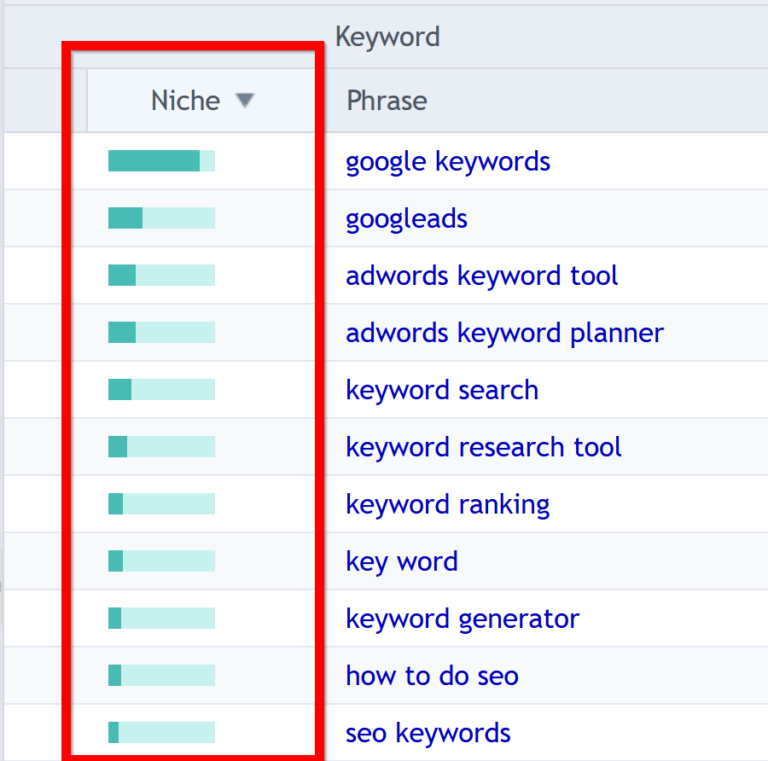 Keyword
Niche Phrase
google keywords
googleads
adwords keyword tool
adwords keyword planner
keyword search
keyword research tool
keyword ranking
key word
keyword generator
how to do seo
seo keywords